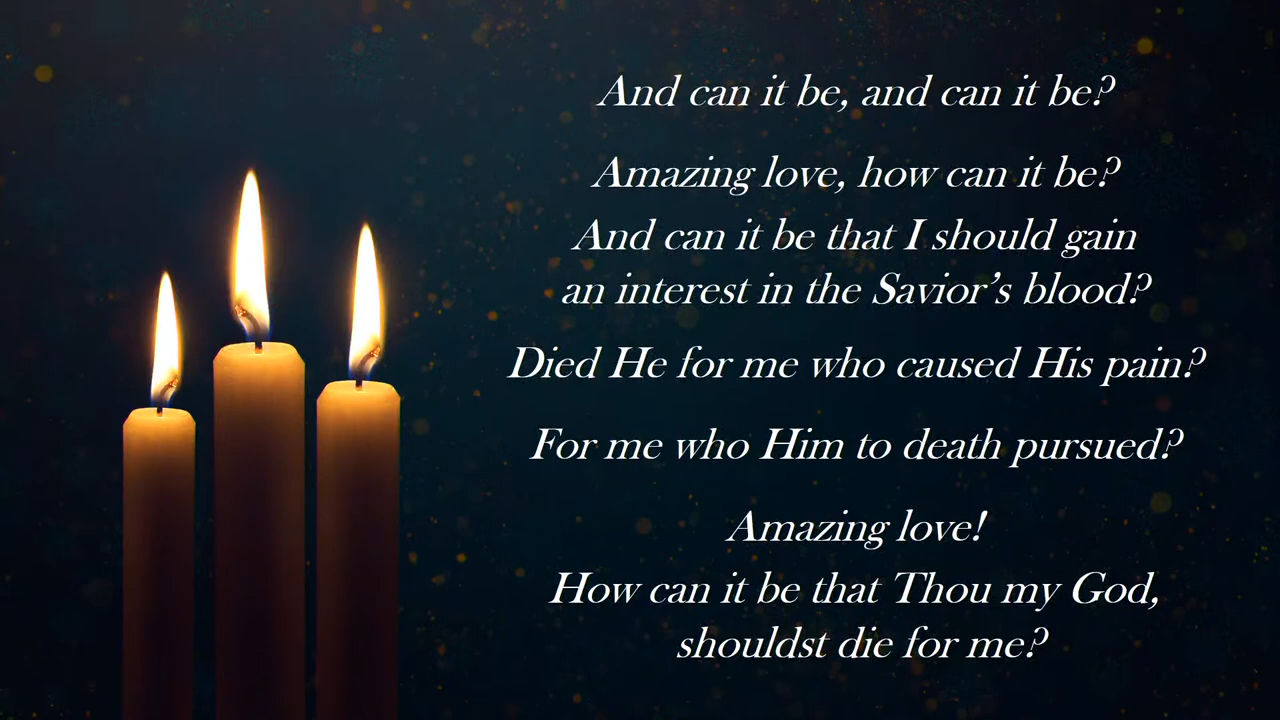 And can it be, and can it be?
Amazing love, how can it be?
And can it be that I should gain
an interest in the Savior’s blood?
Died He for me who caused His pain?
For me who Him to death pursued?
Amazing love!
How can it be that Thou my God,
shouldst die for me?